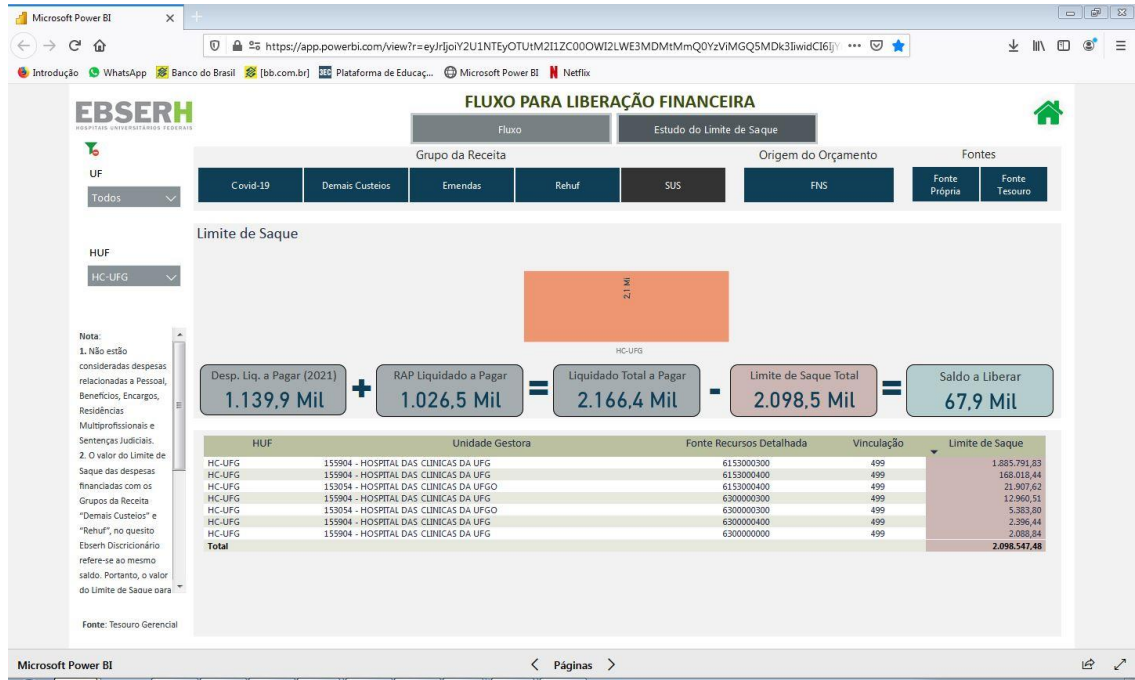 Microsoft Power BI
https://app.powerbi.com/view?r=eyJrIjoiY2U1NTEyOTUtM2I1ZC00OWI2LWE3MDMtMmQ0YzViMGQ5MDk3IiwidCI6IjY
Introdução WhatsApp Banco do Brasil [bb.com.br] Plataforma de Educaç... Microsoft Power BI Netflix
EBSERH
HOSPITAIS UNIVERSITÁRIOS FEDERAIS
FLUXO PARA LIBERAÇÃO FINANCEIRA
Fluxo Estudo do Limite de Saque
UF
Todos
HUF
HC-UFG
Grupo da Receita Origem do Orçamento Fontes
Covid-19 Demais Custeios Emendas Rehuf SUS FNS Fonte Própria Fonte Tesouro
Limite de Saque
2,1 Mi
HC-UFG
Desp. Liq. a Pagar (2021) RAP Liquidado a Pagar Liquidado Total a Pagar Limite de Saque Total Saldo a Liberar
1.139,9 Mil + 1.026,5 Mil = 2.166,4 Mil - 2.098,5 Mil = 67,9 Mil
Nota:
1. Não estão
consideradas despesas
relacionadas a Pessoal,
Benefícios, Encargos,
Residências
Multiprofissionais e
Sentenças Judiciais.
2. O valor do Limite de
Saque das despesas
financiadas com os
Grupos da Receita
"Demais Custeios" e
"Rehuf", no quesito
Ebserh Discricionário
refere-se ao mesmo
saldo. Portanto, o valor
do Limite de Saque para
Fonte: Tesouro Gerencial
HUF Unidade Gestora Fonte Recursos Detalhada Vinculação Limite de Saque
HC-UFG 155904 - HOSPITAL DAS CLINICAS DA UFG 6153000300 499 1.885.791,83
HC-UFG 155904 - HOSPITAL DAS CLINICAS DA UFG 6153000400 499 168.018,44
HC-UFG 153054 - HOSPITAL DAS CLINICAS DA UFGO 6153000400 499 21.907,62
HC-UFG 155904 - HOSPITAL DAS CLINICAS DA UFG 6300000300 499 12.960,51
HC-UFG 153054 - HOSPITAL DAS CLINICAS DA UFGO 6300000300 499 5.383,80
HC-UFG 155904 - HOSPITAL DAS CLINICAS DA UFG 6300000400 499 2.396,44
HC-UFG 155904 - HOSPITAL DAS CLINICAS DA UFG 6300000000 499 2.088,84
Total 2.098.547,48
Microsoft Power BI Páginas